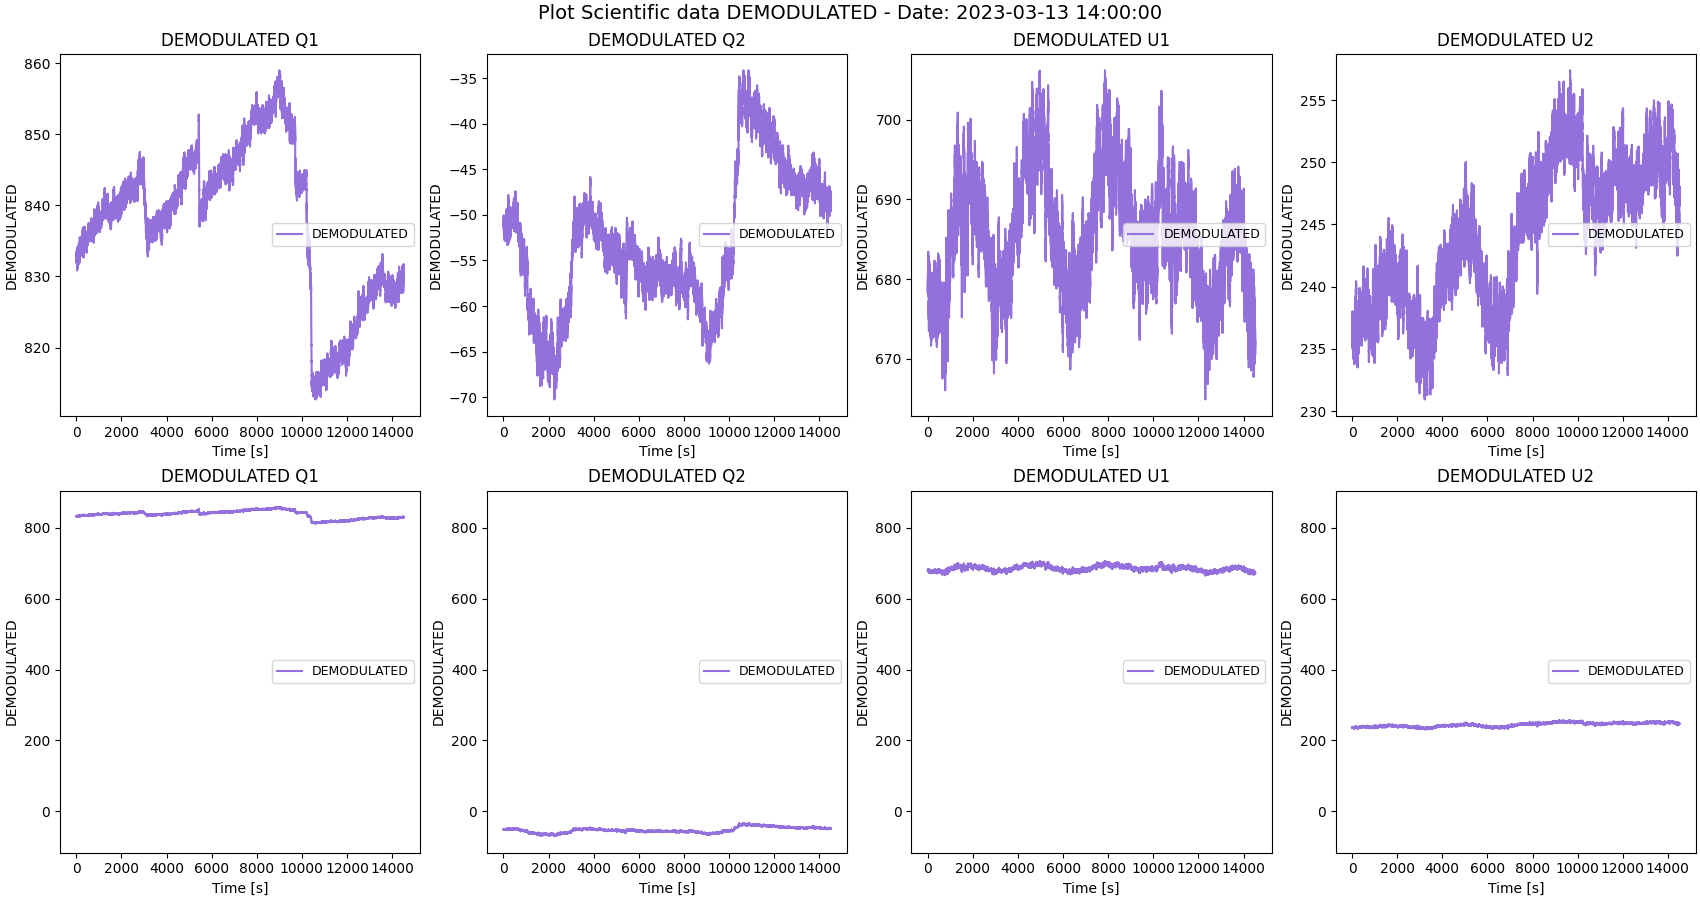 Plot Scientific data DEMODULATED - Date: 2023-03-13 14:00:00
DEMODULATED Q1
DEMODULATED
860
850
840
830
820
DEMODULATED
0 2000 4000 6000 8000 10000 12000 14000
Time [s]
DEMODULATED Q2
DEMODULATED
−35
−40
−45
−50
−55
−60
−65
−70
DEMODULATED
0 2000 4000 6000 8000 10000 12000 14000
Time [s]
DEMODULATED U1
DEMODULATED
700
690
680
670
DEMODULATED
0 2000 4000 6000 8000 10000 12000 14000
Time [s]
DEMODULATED U2
DEMODULATED
255
250
245
240
235
230
DEMODULATED
0 2000 4000 6000 8000 10000 12000 14000
Time [s]
DEMODULATED Q1
DEMODULATED
800
600
400
200
0
DEMODULATED
0 2000 4000 6000 8000 10000 12000 14000
Time [s]
DEMODULATED Q2
DEMODULATED
800
600
400
200
0
DEMODULATED
0 2000 4000 6000 8000 10000 12000 14000
Time [s]
DEMODULATED U1
DEMODULATED
800
600
400
200
0
DEMODULATED
0 2000 4000 6000 8000 10000 12000 14000
Time [s]
DEMODULATED U2
DEMODULATED
800
600
400
200
0
DEMODULATED
0 2000 4000 6000 8000 10000 12000 14000
Time [s]